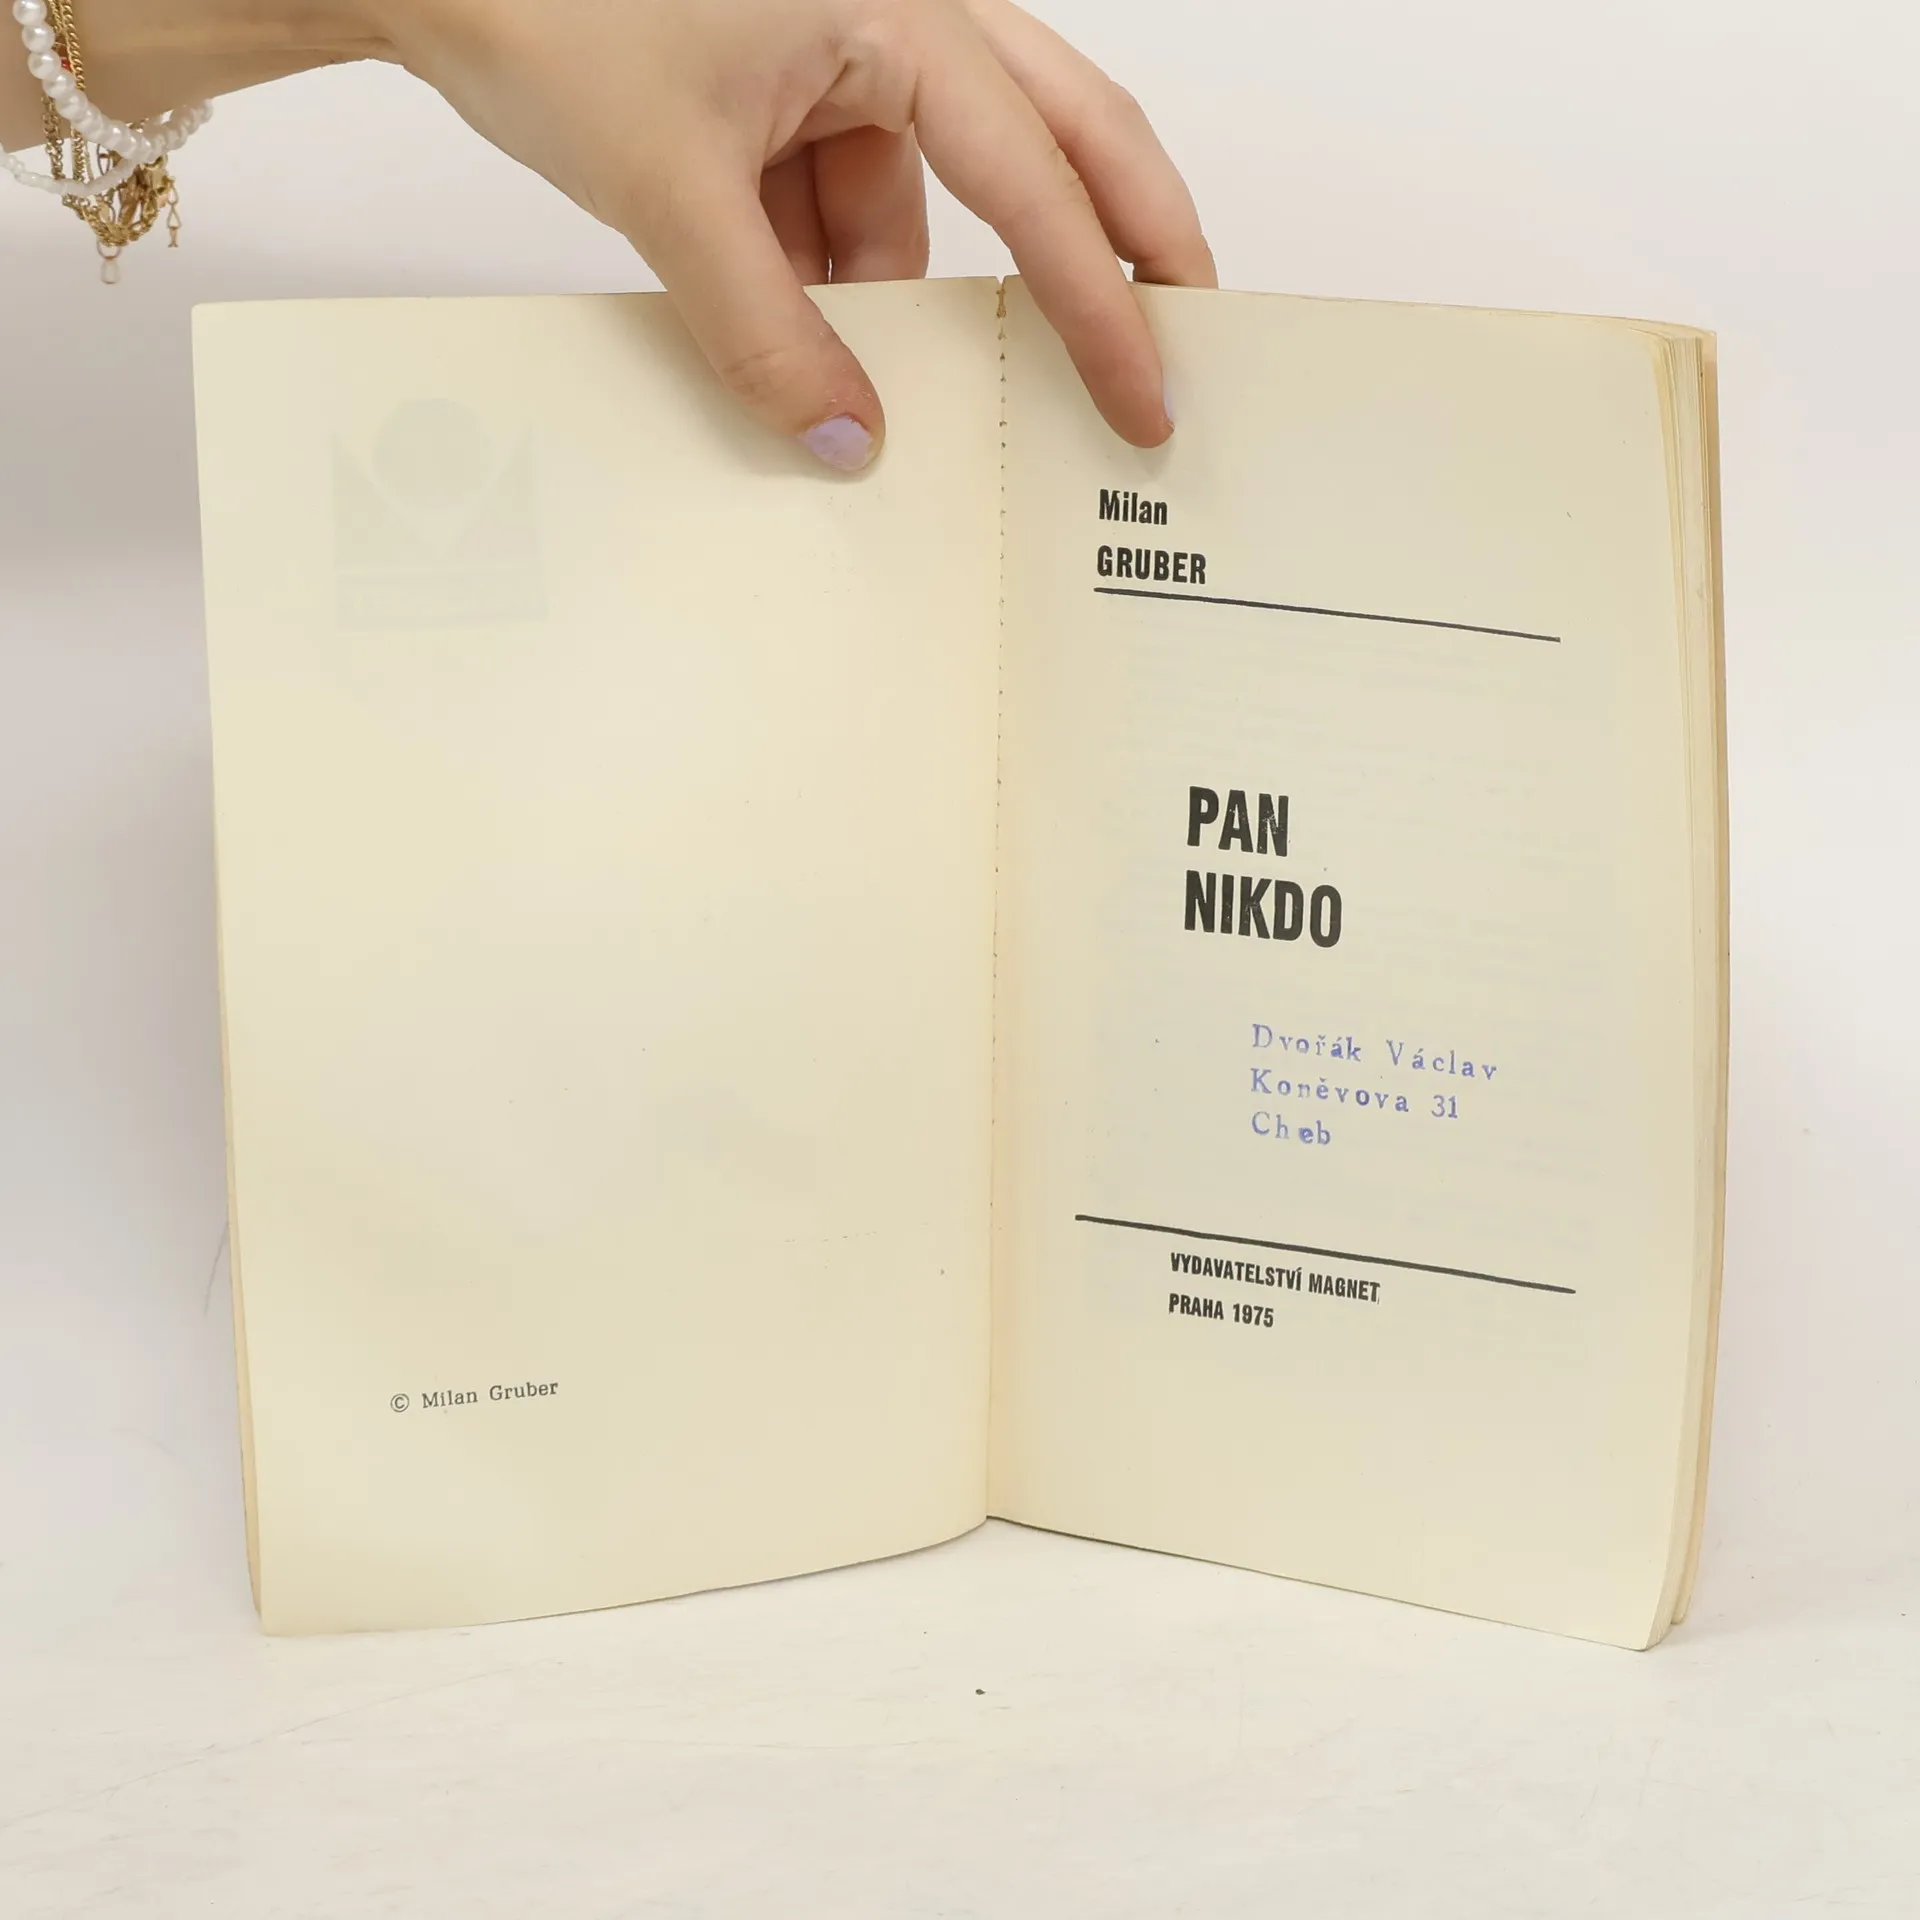 © Milan Gruber
Milan
GRUBER
PAN
NIKDO
Dvořák Václav
Koněvova 31
Cheb
VYDAVATELSTVÍ MAGNET
PRAHA 1975